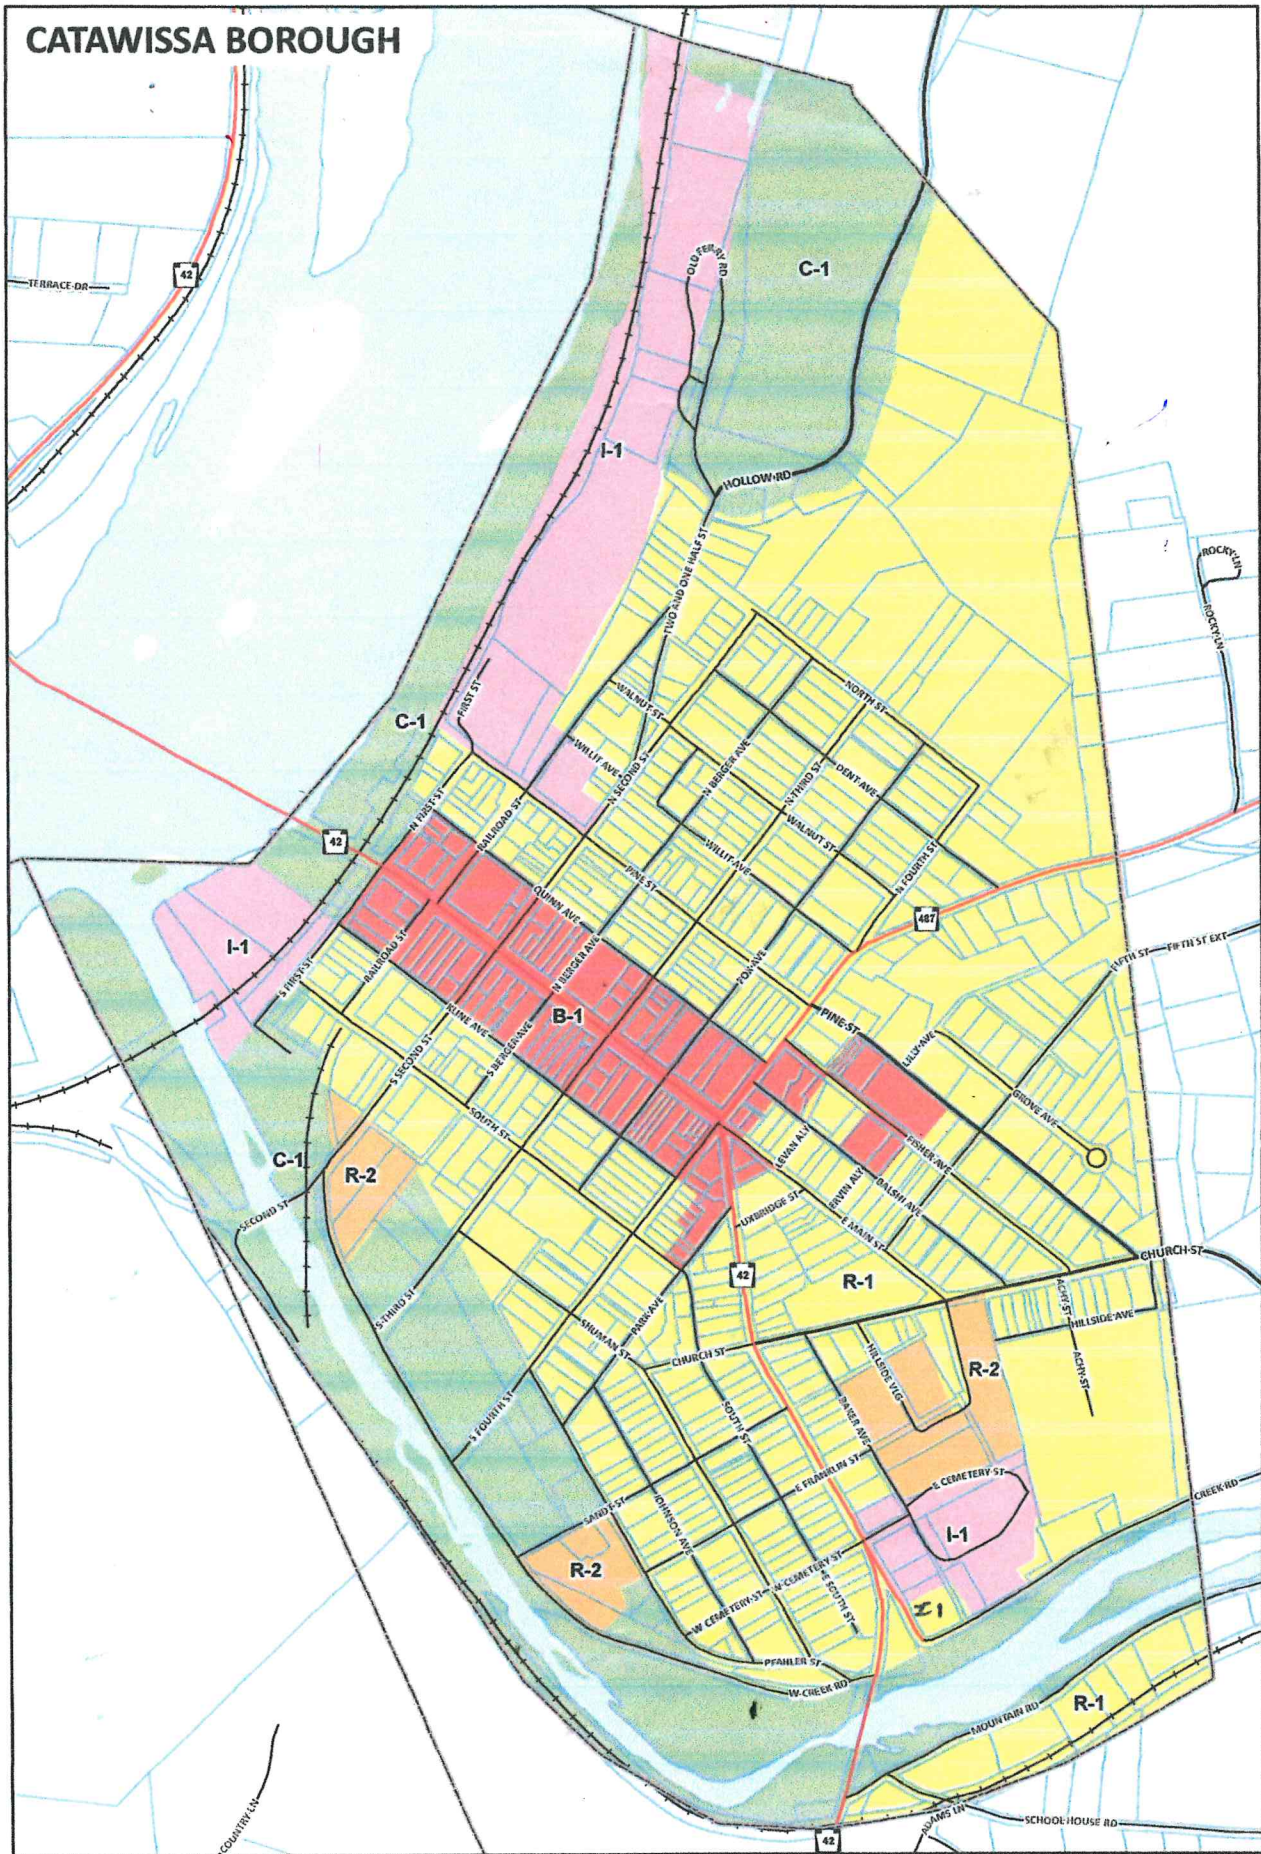 CATAWISSA BOROUGH
42
TERRACE DR
OLD FERRY RD
C-1
I-1
HOLLOW RD
TWO AND ONE HALF ST
ROCKY LN
ROCKY LN
FIRST ST
WALNUT ST
NORTH ST
C-1
WILLIT AVE
N SECOND ST
N BERGER AVE
N THIRD ST
DENT AVE
N FIRST ST
RAILROAD ST
WALNUT ST
42
WILLIT AVE
PINE ST
N FOURTH ST
QUINN AVE
487
I-1
S FIRST ST
RAILROAD ST
N BERGER AVE
FOX AVE
FIFTH ST
FIFTH ST EXT
KLINE AVE
B-1
PINE ST
S SECOND ST
S BERGER AVE
LILLY AVE
GROVE AVE
SOUTH ST
C-1
R-2
LEVAN ALY
FISHER AVE
ERVIN ALY
BALSHI AVE
SECOND ST
UXBRIDGE ST
E MAIN ST
CHURCH ST
42
R-1
S THIRD ST
PARK AVE
ACHY ST
HILLSIDE AVE
SHUMAN ST
CHURCH ST
HILLSIDE VLG
R-2
ACHY ST
S FOURTH ST
SOUTH ST
BAKER AVE
E FRANKLIN ST
E CEMETERY ST
CREEK RD
SANDT ST
JOHNSON AVE
I-1
R-2
W CEMETERY ST
W CEMETERY ST
E SOUTH ST
I1
PFAHLER ST
W CREEK RD
R-1
MOUNTAIN RD
COUNTRY LN
ADAMS LN
SCHOOL HOUSE RD
42